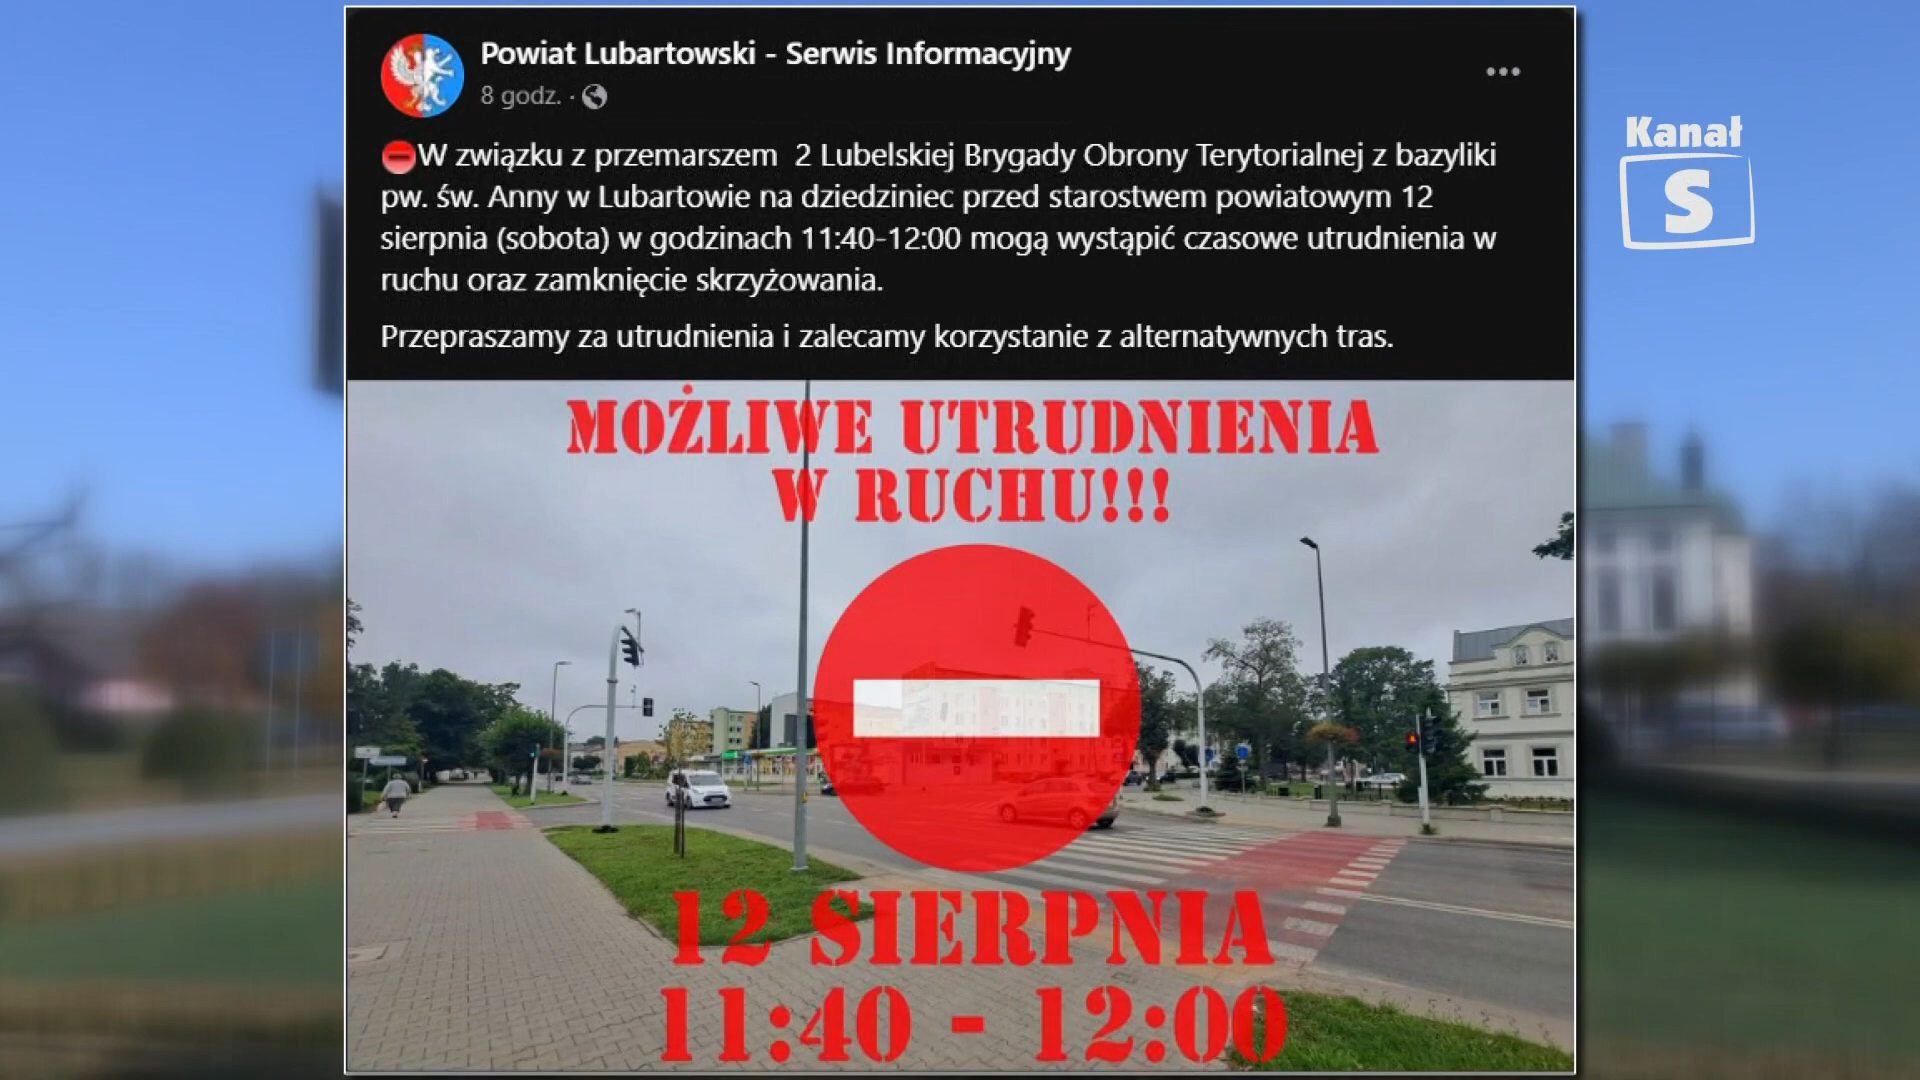 Powiat Lubartowski - Serwis Informacyjny
8 godz. ·
Kanał
S
W związku z przemarszem 2 Lubelskiej Brygady Obrony Terytorialnej z bazyliki
pw. św. Anny w Lubartowie na dziedziniec przed starostwem powiatowym 12
sierpnia (sobota) w godzinach 11:40-12:00 mogą wystąpić czasowe utrudnienia w
ruchu oraz zamknięcie skrzyżowania.
Przepraszamy za utrudnienia i zalecamy korzystanie z alternatywnych tras.
MOŻLIWE UTRUDNIENIA
W RUCHU!!!
12 SIERPNIA
11:40 - 12:00